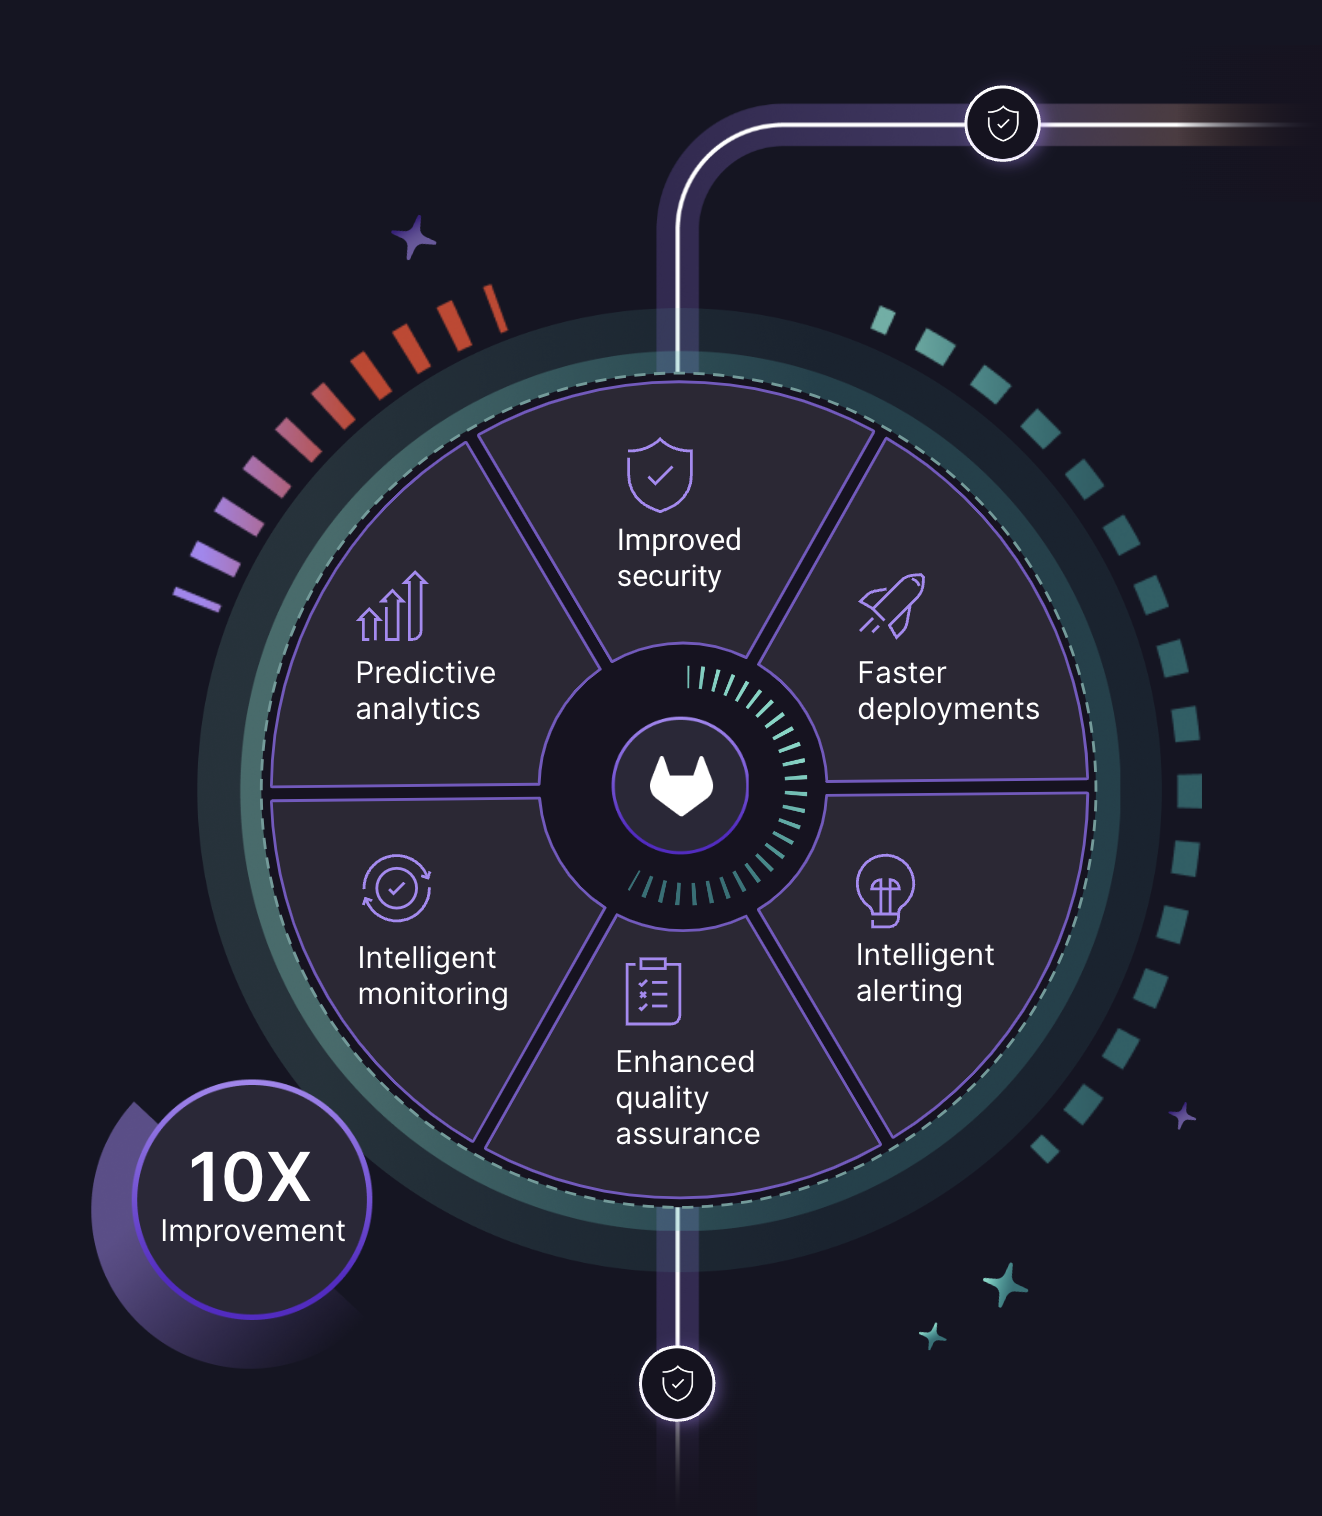 Improved
security
Predictive
analytics
Faster
deployments
Intelligent
monitoring
Intelligent
alerting
Enhanced
quality
assurance
10X
Improvement